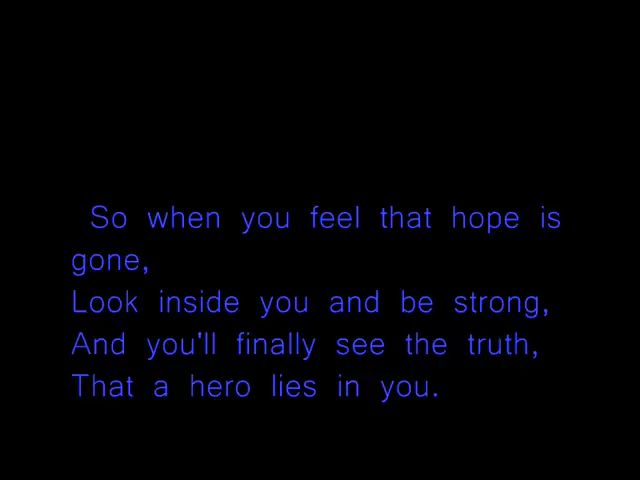 So when you feel that hope is
gone,
Look inside you and be strong,
And you'll finally see the truth,
That a hero lies in you.